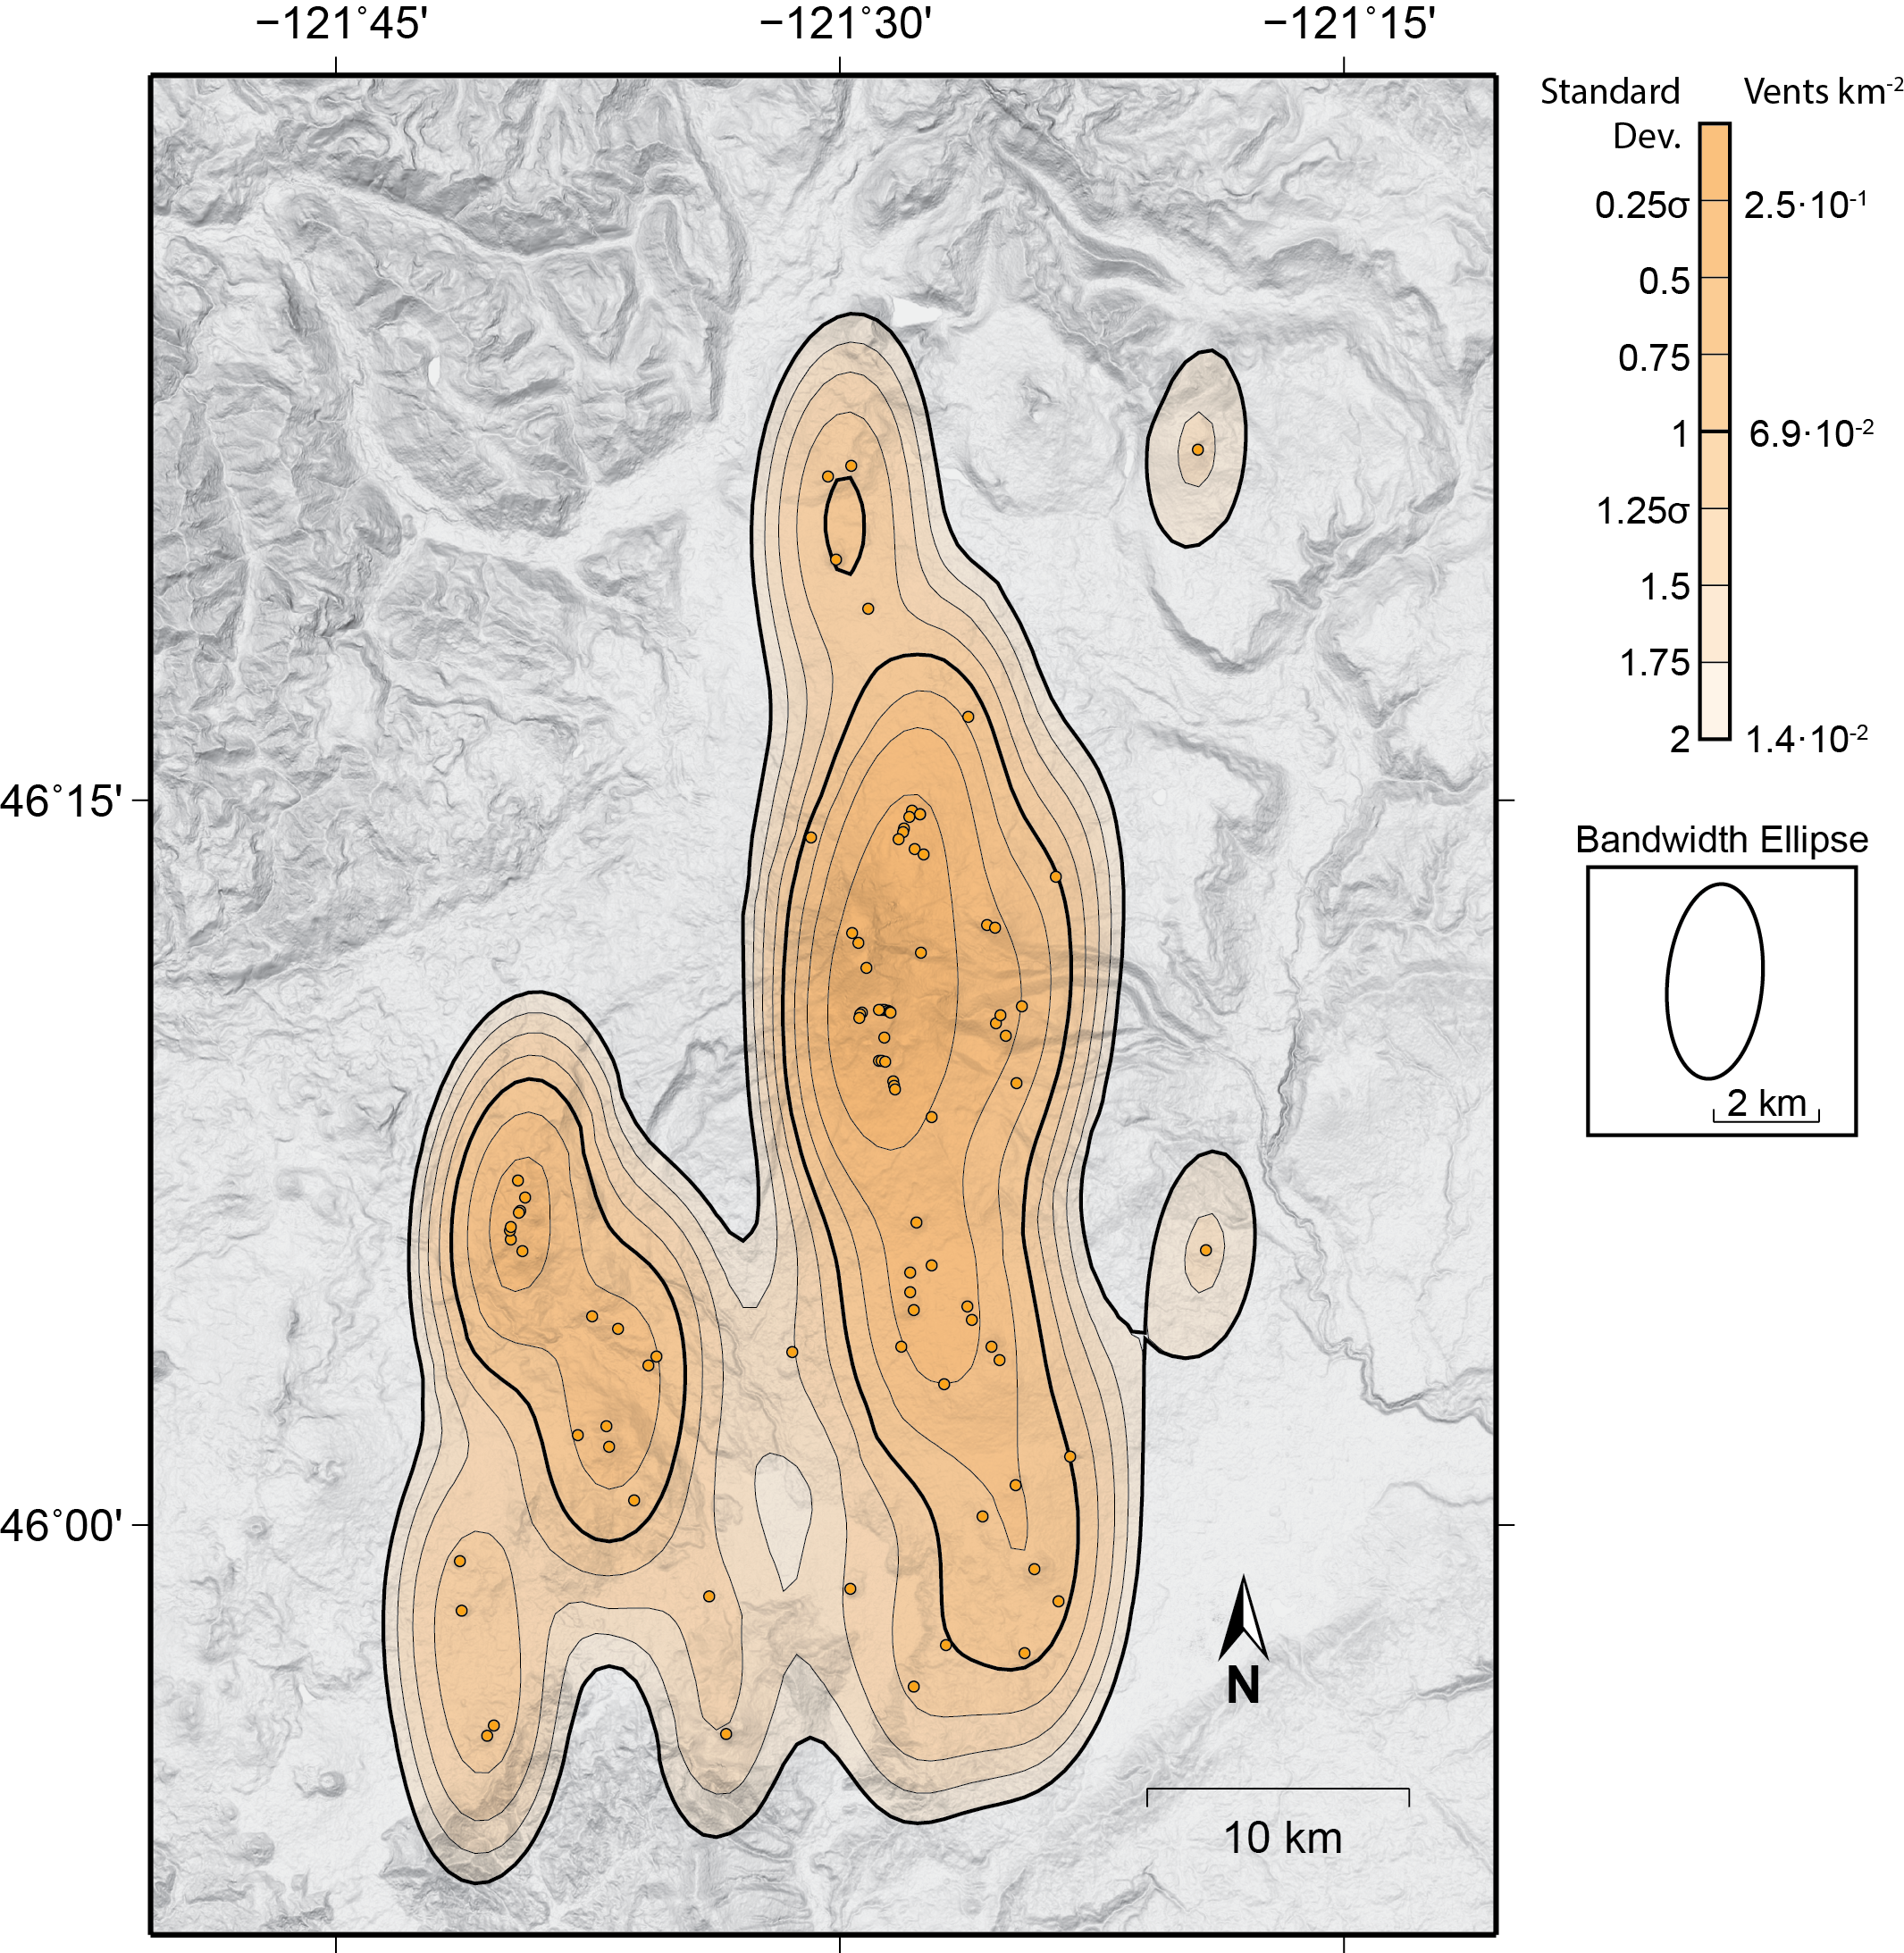 −121°45' −121°30' −121°15'
Standard Dev. Vents km-2
0.25σ 2.5·10-1
0.5
0.75
1 6.9·10-2
1.25σ
1.5
1.75
2 1.4·10-2
46°15'
Bandwidth Ellipse
2 km
46°00'
N
10 km